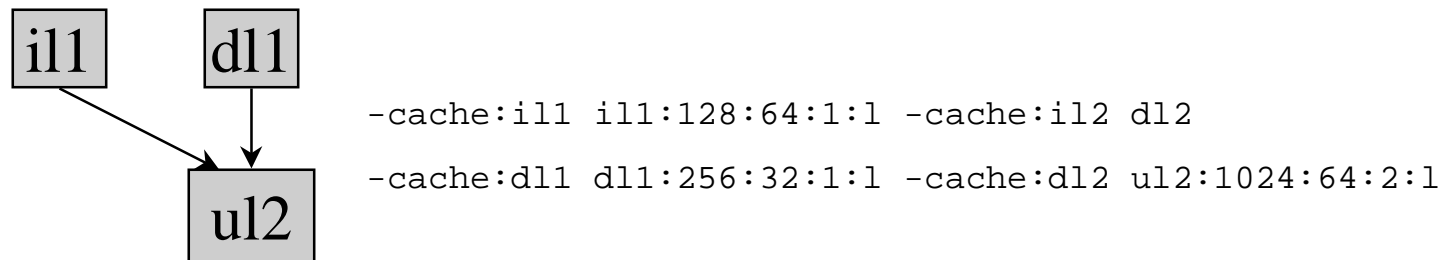 il1 dl1
-cache:il1 il1:128:64:1:l -cache:il2 dl2
-cache:dl1 dl1:256:32:1:l -cache:dl2 ul2:1024:64:2:l
ul2